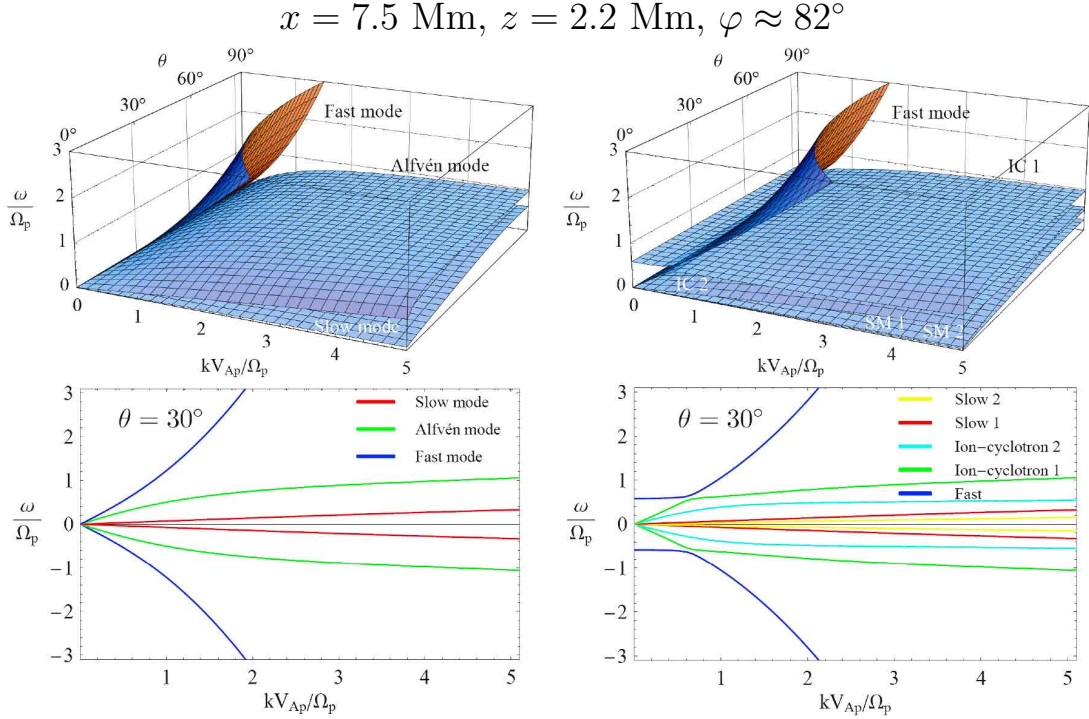 x = 7.5 Mm, z = 2.2 Mm, φ ≈ 82°
θ
90°
60°
30°
0°
3
2
1
0
ω/Ωp
Fast mode
Alfvén mode
Slow mode
0
1
2
3
4
5
kV_Ap/Ωp
θ
90°
60°
30°
0°
3
2
1
0
ω/Ωp
Fast mode
IC 1
IC 2
SM 1
SM 2
0
1
2
3
4
5
kV_Ap/Ωp
3
2
1
0
−1
−2
−3
ω/Ωp
θ = 30°
Slow mode
Alfvén mode
Fast mode
1
2
3
4
5
kV_Ap/Ωp
3
2
1
0
−1
−2
−3
ω/Ωp
θ = 30°
Slow 2
Slow 1
Ion−cyclotron 2
Ion−cyclotron 1
Fast
1
2
3
4
5
kV_Ap/Ωp